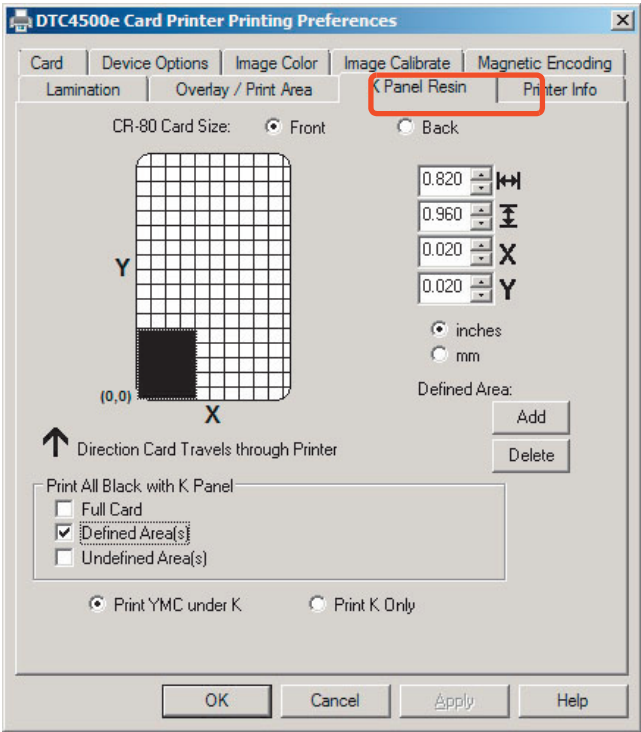 DTC4500e Card Printer Printing Preferences
Card Device Options Image Color Image Calibrate Magnetic Encoding
Lamination Overlay / Print Area K Panel Resin Printer Info
CR-80 Card Size: Front Back
0.820
0.960
0.020 X
0.020 Y
Y
inches
mm
(0,0)
X
Defined Area:
Add
Delete
Direction Card Travels through Printer
Print All Black with K Panel
Full Card
Defined Area(s)
Undefined Area(s)
Print YMC under K Print K Only
OK Cancel Apply Help